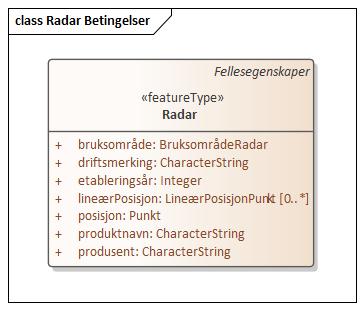 class Radar Betingelser
Fellesegenskaper
«featureType»
Radar
+ bruksområde: BruksområdeRadar
+ driftsmerking: CharacterString
+ etableringsår: Integer
+ lineærPosisjon: LineærPosisjonPunkt [0..*]
+ posisjon: Punkt
+ produktnavn: CharacterString
+ produsent: CharacterString